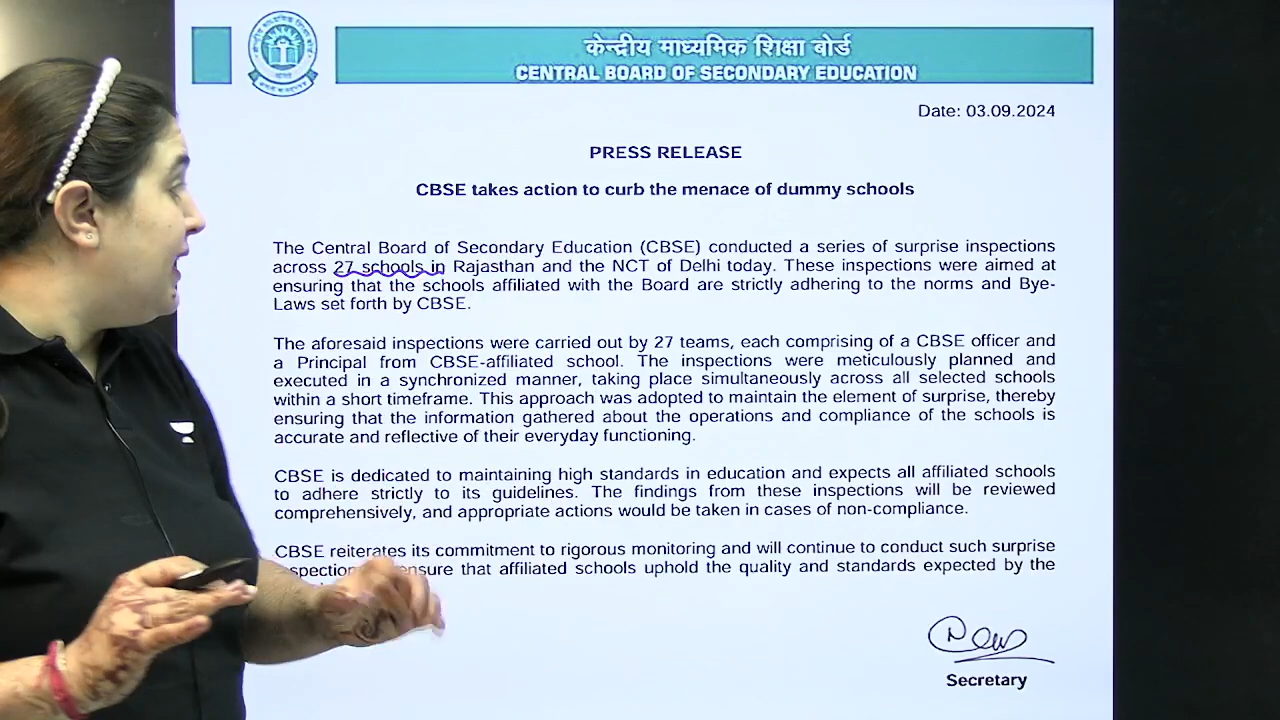 केन्द्रीय माध्यमिक शिक्षा बोर्ड
CENTRAL BOARD OF SECONDARY EDUCATION
Date: 03.09.2024
PRESS RELEASE
CBSE takes action to curb the menace of dummy schools
The Central Board of Secondary Education (CBSE) conducted a series of surprise inspections
across 27 schools in Rajasthan and the NCT of Delhi today. These inspections were aimed at
ensuring that the schools affiliated with the Board are strictly adhering to the norms and Bye-
Laws set forth by CBSE.
The aforesaid inspections were carried out by 27 teams, each comprising of a CBSE officer and
a Principal from CBSE-affiliated school. The inspections were meticulously planned and
executed in a synchronized manner, taking place simultaneously across all selected schools
within a short timeframe. This approach was adopted to maintain the element of surprise, thereby
ensuring that the information gathered about the operations and compliance of the schools is
accurate and reflective of their everyday functioning.
CBSE is dedicated to maintaining high standards in education and expects all affiliated schools
to adhere strictly to its guidelines. The findings from these inspections will be reviewed
comprehensively, and appropriate actions would be taken in cases of non-compliance.
CBSE reiterates its commitment to rigorous monitoring and will continue to conduct such surprise
ensure that affiliated schools uphold the quality and standards expected by the
Secretary